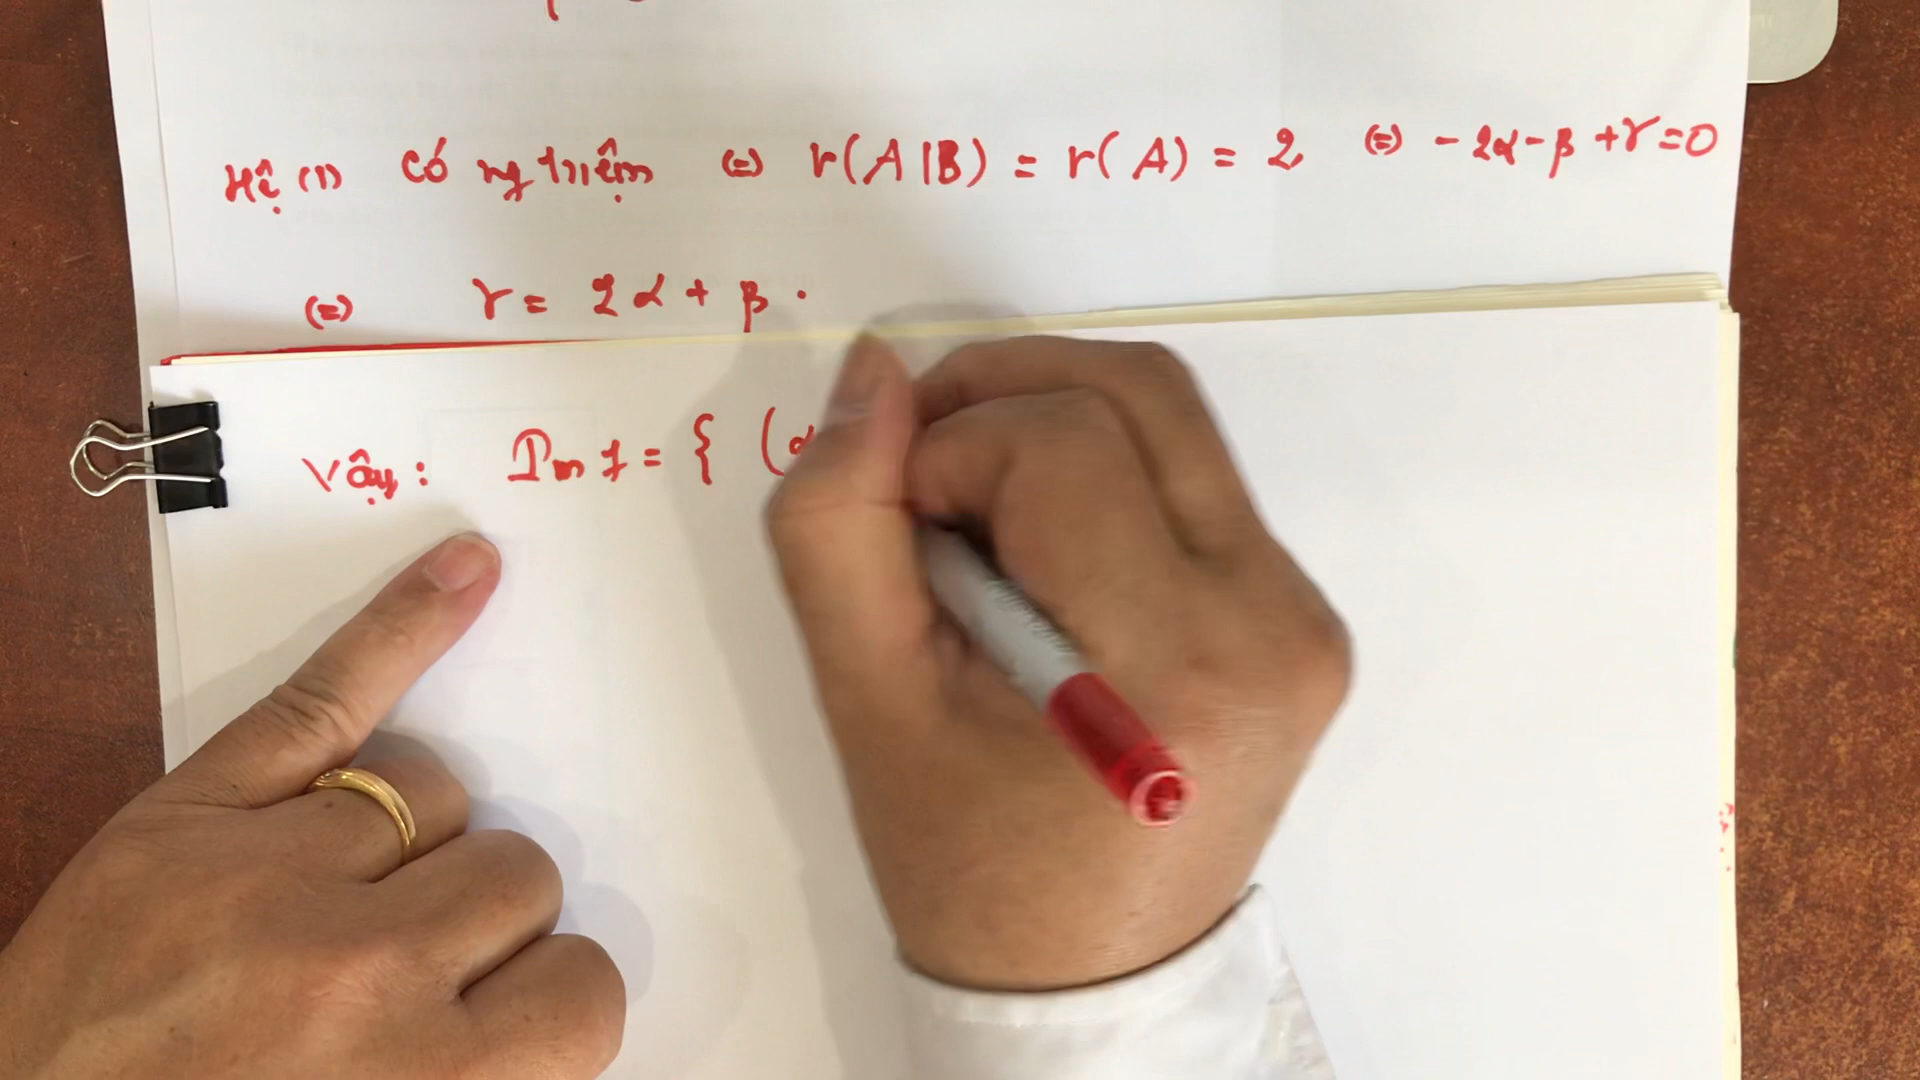 Hệ (1) có nghiệm (=) r(A|B) = r(A) = 2 (=) -2α-β+γ=0
(=) γ = 2α + β.
Vậy: Im f = { (α